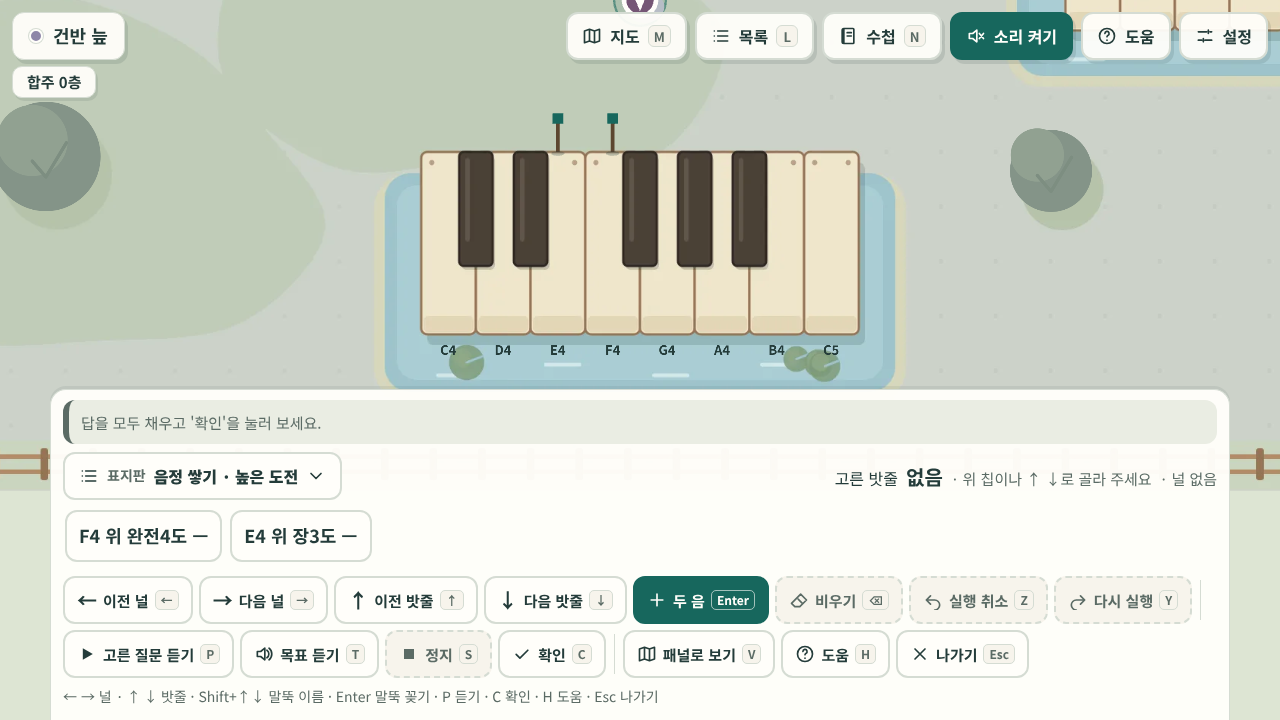 건반 늪
지도 M
목록 L
수첩 N
소리 켜기
도움
설정
합주 0층
C4 D4 E4 F4 G4 A4 B4 C5
답을 모두 채우고 '확인'을 눌러 보세요.
표지판 음정 쌓기 · 높은 도전
고른 밧줄 없음 · 위 칩이나 ↑ ↓로 골라 주세요 · 널 없음
F4 위 완전4도 —
E4 위 장3도 —
← 이전 널 ←
→ 다음 널 →
↑ 이전 밧줄 ↑
↓ 다음 밧줄 ↓
+ 두 음 Enter
비우기 ⌫
실행 취소 Z
다시 실행 Y
고른 질문 듣기 P
목표 듣기 T
정지 S
확인 C
패널로 보기 V
도움 H
나가기 Esc
← → 널 · ↑ ↓ 밧줄 · Shift+↑↓ 말뚝 이름 · Enter 말뚝 꽂기 · P 듣기 · C 확인 · H 도움 · Esc 나가기